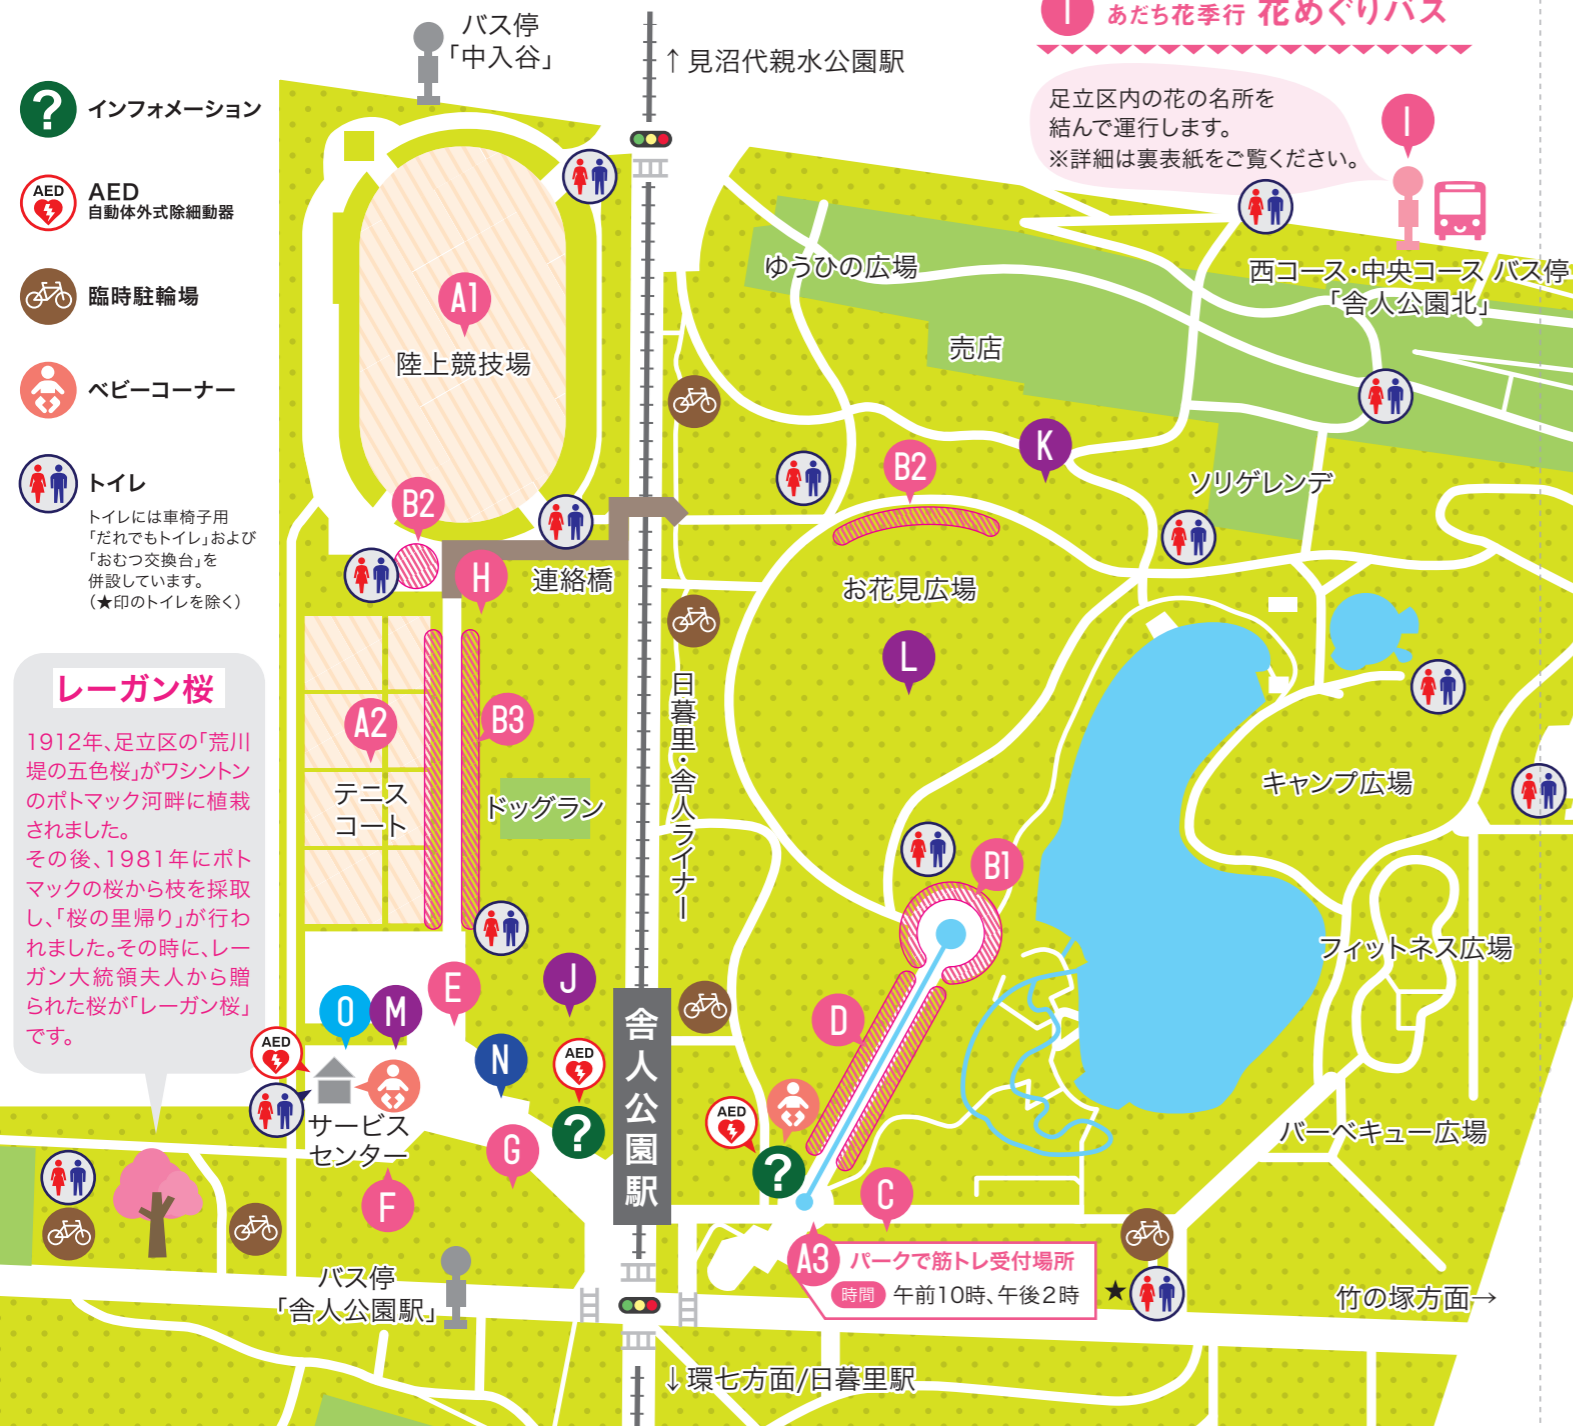 バス停
「中入谷」
↑見沼代親水公園駅
I あだち花季行 花めぐりバス
足立区内の花の名所を
結んで運行します。
※詳細は裏表紙をご覧ください。
I
西コース・中央コース バス停
「舎人公園北」
? インフォメーション
AED AED
自動体外式除細動器
臨時駐輪場
ベビーコーナー
トイレ
トイレには車椅子用
「だれでもトイレ」および
「おむつ交換台」を
併設しています。
(★印のトイレを除く)
レーガン桜
1912年、足立区の「荒川
堤の五色桜」がワシントン
のポトマック河畔に植栽
されました。
その後、1981年にポト
マックの桜から枝を採取
し、「桜の里帰り」が行わ
れました。その時に、レー
ガン大統領夫人から贈
られた桜が「レーガン桜」
です。
A1
陸上競技場
ゆうひの広場
売店
K
B2
B2
ソリゲレンデ
H
連絡橋
お花見広場
L
A2
テニス
コート
B3
ドッグラン
日暮里・舎人ライナー
キャンプ広場
B1
フィットネス広場
E
J
O
M
D
N
AED
AED
舎人公園駅
サービス
センター
?
G
F
AED
?
C
バーベキュー広場
A3 パークで筋トレ受付場所
時間 午前10時、午後2時
★
竹の塚方面→
バス停
「舎人公園駅」
↓環七方面/日暮里駅